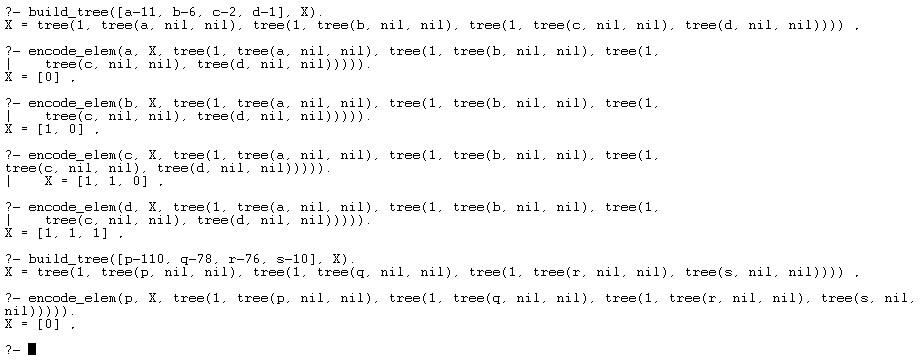 ?- build_tree([a-11, b-6, c-2, d-1], X).
X = tree(1, tree(a, nil, nil), tree(1, tree(b, nil, nil), tree(1, tree(c, nil, nil), tree(d, nil, nil)))) ,
?- encode_elem(a, X, tree(1, tree(a, nil, nil), tree(1, tree(b, nil, nil), tree(1,
|    tree(c, nil, nil), tree(d, nil, nil))))).
X = [0] ,
?- encode_elem(b, X, tree(1, tree(a, nil, nil), tree(1, tree(b, nil, nil), tree(1,
|    tree(c, nil, nil), tree(d, nil, nil))))).
X = [1, 0] ,
?- encode_elem(c, X, tree(1, tree(a, nil, nil), tree(1, tree(b, nil, nil), tree(1,
tree(c, nil, nil), tree(d, nil, nil))))).
|    X = [1, 1, 0] ,
?- encode_elem(d, X, tree(1, tree(a, nil, nil), tree(1, tree(b, nil, nil), tree(1,
|    tree(c, nil, nil), tree(d, nil, nil))))).
X = [1, 1, 1] ,
?- build_tree([p-110, q-78, r-76, s-10], X).
X = tree(1, tree(p, nil, nil), tree(1, tree(q, nil, nil), tree(1, tree(r, nil, nil), tree(s, nil, nil)))) ,
?- encode_elem(p, X, tree(1, tree(p, nil, nil), tree(1, tree(q, nil, nil), tree(1, tree(r, nil, nil), tree(s, nil,
nil))))).
X = [0] ,
?-